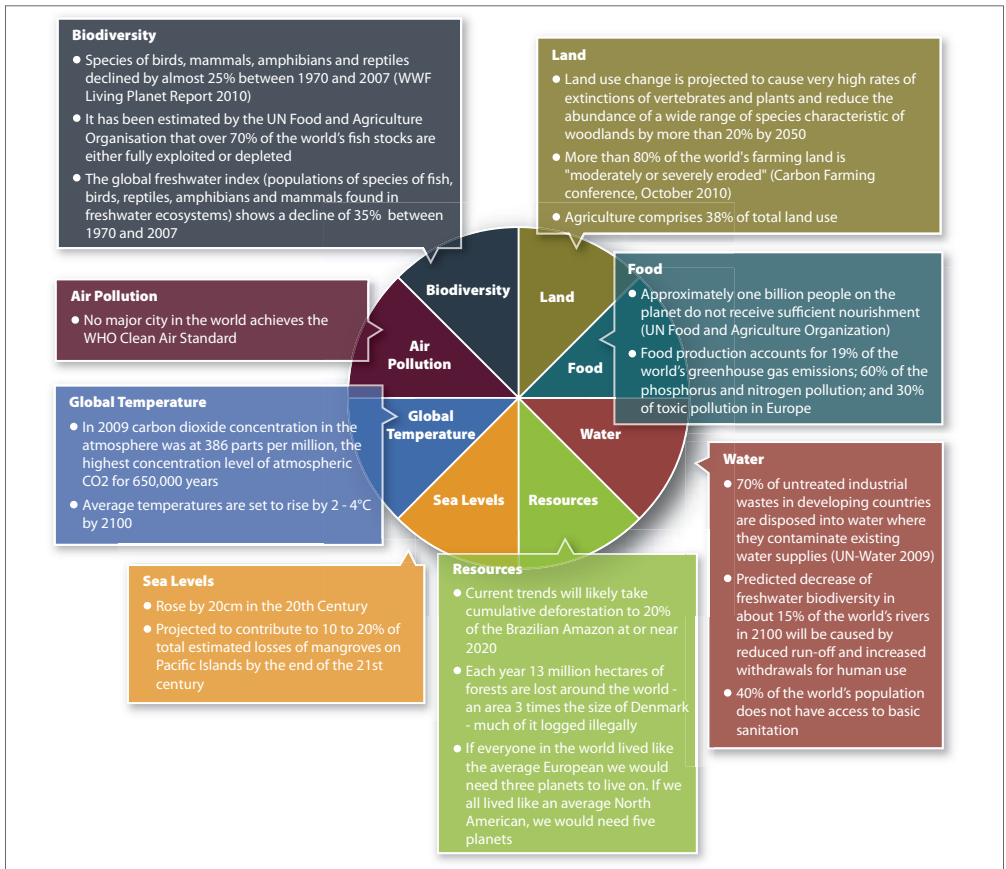 Biodiversity
● Species of birds, mammals, amphibians and reptiles
declined by almost 25% between 1970 and 2007 (WWF
Living Planet Report 2010)
● It has been estimated by the UN Food and Agriculture
Organisation that over 70% of the world's fish stocks are
either fully exploited or depleted
● The global freshwater index (populations of species of fish,
birds, reptiles, amphibians and mammals found in
freshwater ecosystems) shows a decline of 35% between
1970 and 2007
Land
● Land use change is projected to cause very high rates of
extinctions of vertebrates and plants and reduce the
abundance of a wide range of species characteristic of
woodlands by more than 20% by 2050
● More than 80% of the world's farming land is
"moderately or severely eroded" (Carbon Farming
conference, October 2010)
● Agriculture comprises 38% of total land use
Air Pollution
● No major city in the world achieves the
WHO Clean Air Standard
Food
● Approximately one billion people on the
planet do not receive sufficient nourishment
(UN Food and Agriculture Organization)
● Food production accounts for 19% of the
world's greenhouse gas emissions; 60% of the
phosphorus and nitrogen pollution; and 30%
of toxic pollution in Europe
Biodiversity
Land
Air
Pollution
Food
Global
Temperature
Water
Sea Levels
Resources
Global Temperature
● In 2009 carbon dioxide concentration in the
atmosphere was at 386 parts per million, the
highest concentration level of atmospheric
CO2 for 650,000 years
● Average temperatures are set to rise by 2 - 4°C
by 2100
Water
● 70% of untreated industrial
wastes in developing countries
are disposed into water where
they contaminate existing
water supplies (UN-Water 2009)
● Predicted decrease of
freshwater biodiversity in
about 15% of the world's rivers
in 2100 will be caused by
reduced run-off and increased
withdrawals for human use
● 40% of the world's population
does not have access to basic
sanitation
Sea Levels
● Rose by 20cm in the 20th Century
● Projected to contribute to 10 to 20% of
total estimated losses of mangroves on
Pacific Islands by the end of the 21st
century
Resources
● Current trends will likely take
cumulative deforestation to 20%
of the Brazilian Amazon at or near
2020
● Each year 13 million hectares of
forests are lost around the world -
an area 3 times the size of Denmark
- much of it logged illegally
● If everyone in the world lived like
the average European we would
need three planets to live on. If we
all lived like an average North
American, we would need five
planets